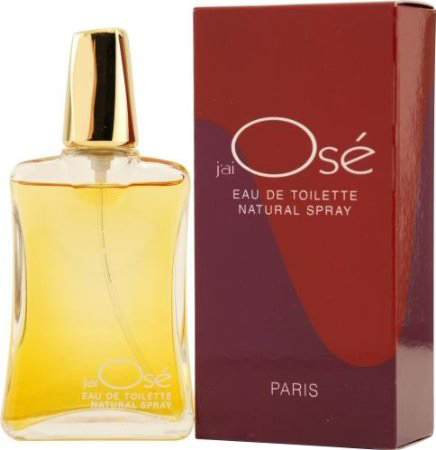 j'ai Osé
EAU DE TOILETTE
NATURAL SPRAY
PARIS
j'ai Osé
EAU DE TOILETTE
NATURAL SPRAY